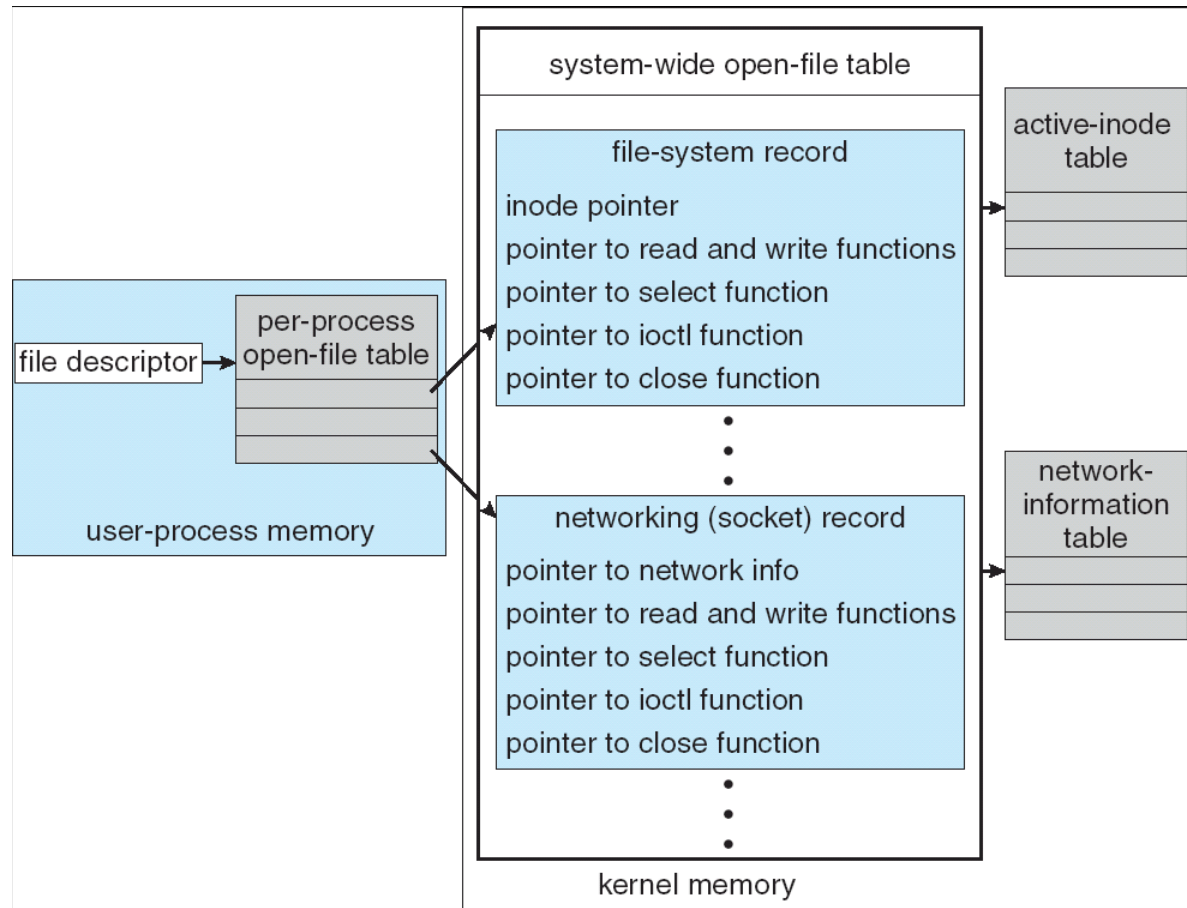 system-wide open-file table
file-system record
inode pointer
pointer to read and write functions
pointer to select function
pointer to ioctl function
pointer to close function
active-inode
table
file descriptor
per-process
open-file table
user-process memory
networking (socket) record
pointer to network info
pointer to read and write functions
pointer to select function
pointer to ioctl function
pointer to close function
network-
information
table
kernel memory